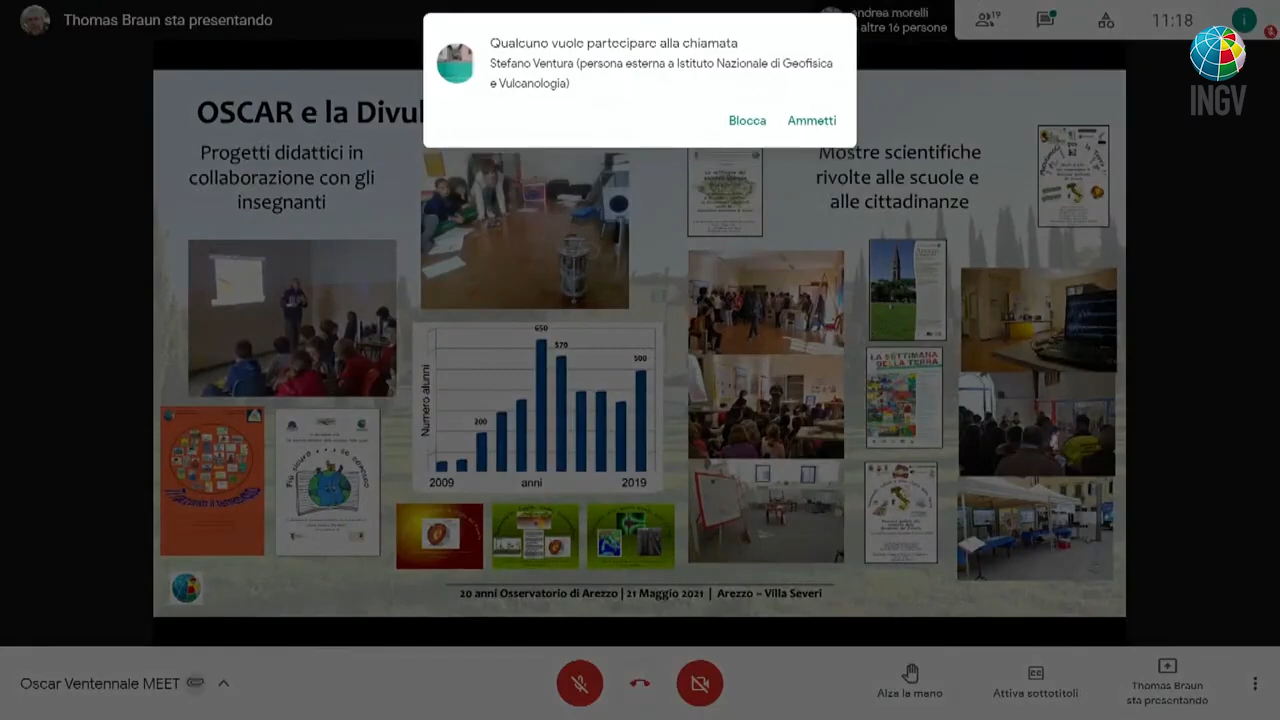 Thomas Braun sta presentando
andrea morelli
altre 16 persone
19
11:18
i
INGV
Qualcuno vuole partecipare alla chiamata
Stefano Ventura (persona esterna a Istituto Nazionale di Geofisica
e Vulcanologia)
Blocca
Ammetti
OSCAR e la Divul
Progetti didattici in
collaborazione con gli
insegnanti
Mostre scientifiche
rivolte alle scuole e
alle cittadinanze
LA SETTIMANA
DELLA TERRA
Numero alunni
200
650
570
500
2009
anni
2019
20 anni Osservatorio di Arezzo | 21 Maggio 2021 | Arezzo – Villa Severi
Oscar Ventennale MEET
Alza la mano
Attiva sottotitoli
Thomas Braun
sta presentando